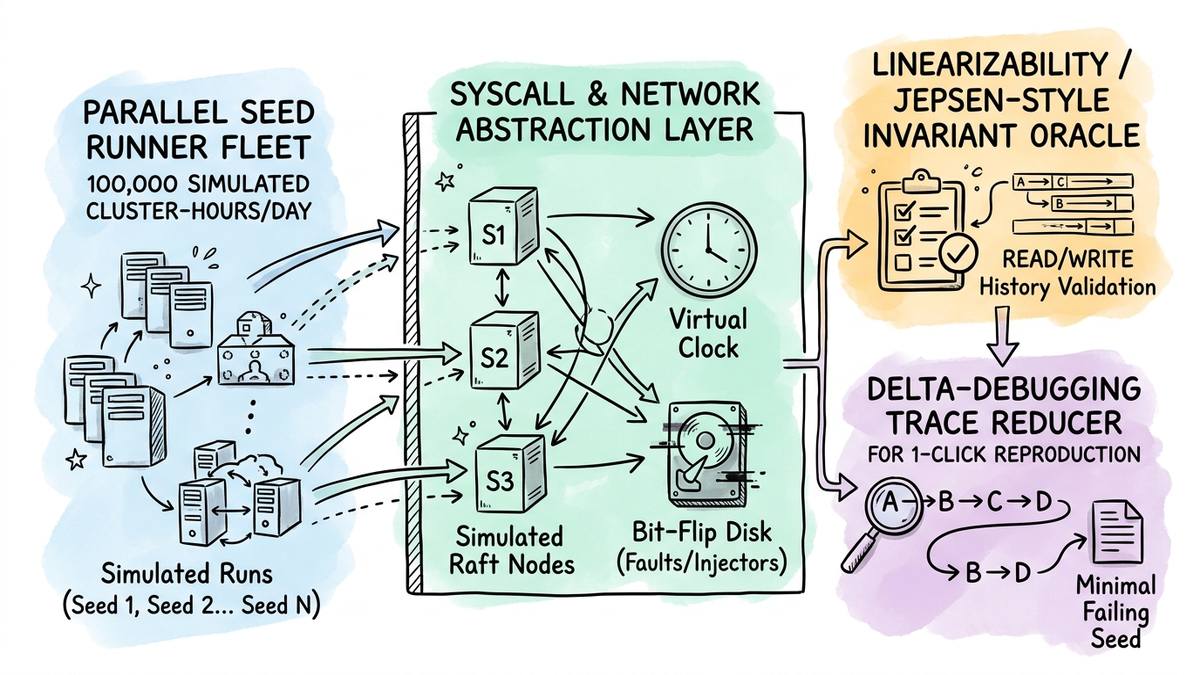 PARALLEL SEED
RUNNER FLEET
100,000 SIMULATED
CLUSTER-HOURS/DAY
Simulated Runs
(Seed 1, Seed 2... Seed N)
SYSCALL & NETWORK
ABSTRACTION LAYER
S1
S2
S3
Simulated
Raft Nodes
Virtual
Clock
Bit-Flip Disk
(Faults/Injectors)
LINEARIZABILITY /
JEPSEN-STYLE
INVARIANT ORACLE
A→C
B
READ/WRITE
History Validation
DELTA-DEBUGGING
TRACE REDUCER
FOR 1-CLICK REPRODUCTION
A→B→C→D
→B→D
Minimal
Failing
Seed